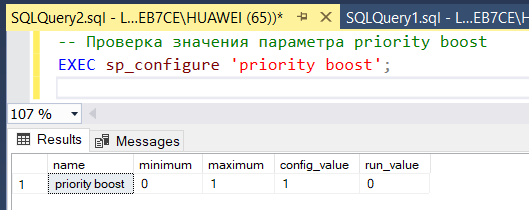 SQLQuery2.sql - L...EB7CE\HUAWEI (65))* SQLQuery1.sql - L...EB7CE\HU
-- Проверка значения параметра priority boost
EXEC sp_configure 'priority boost';
107 %
Results Messages
name minimum maximum config_value run_value
1 priority boost 0 1 1 0